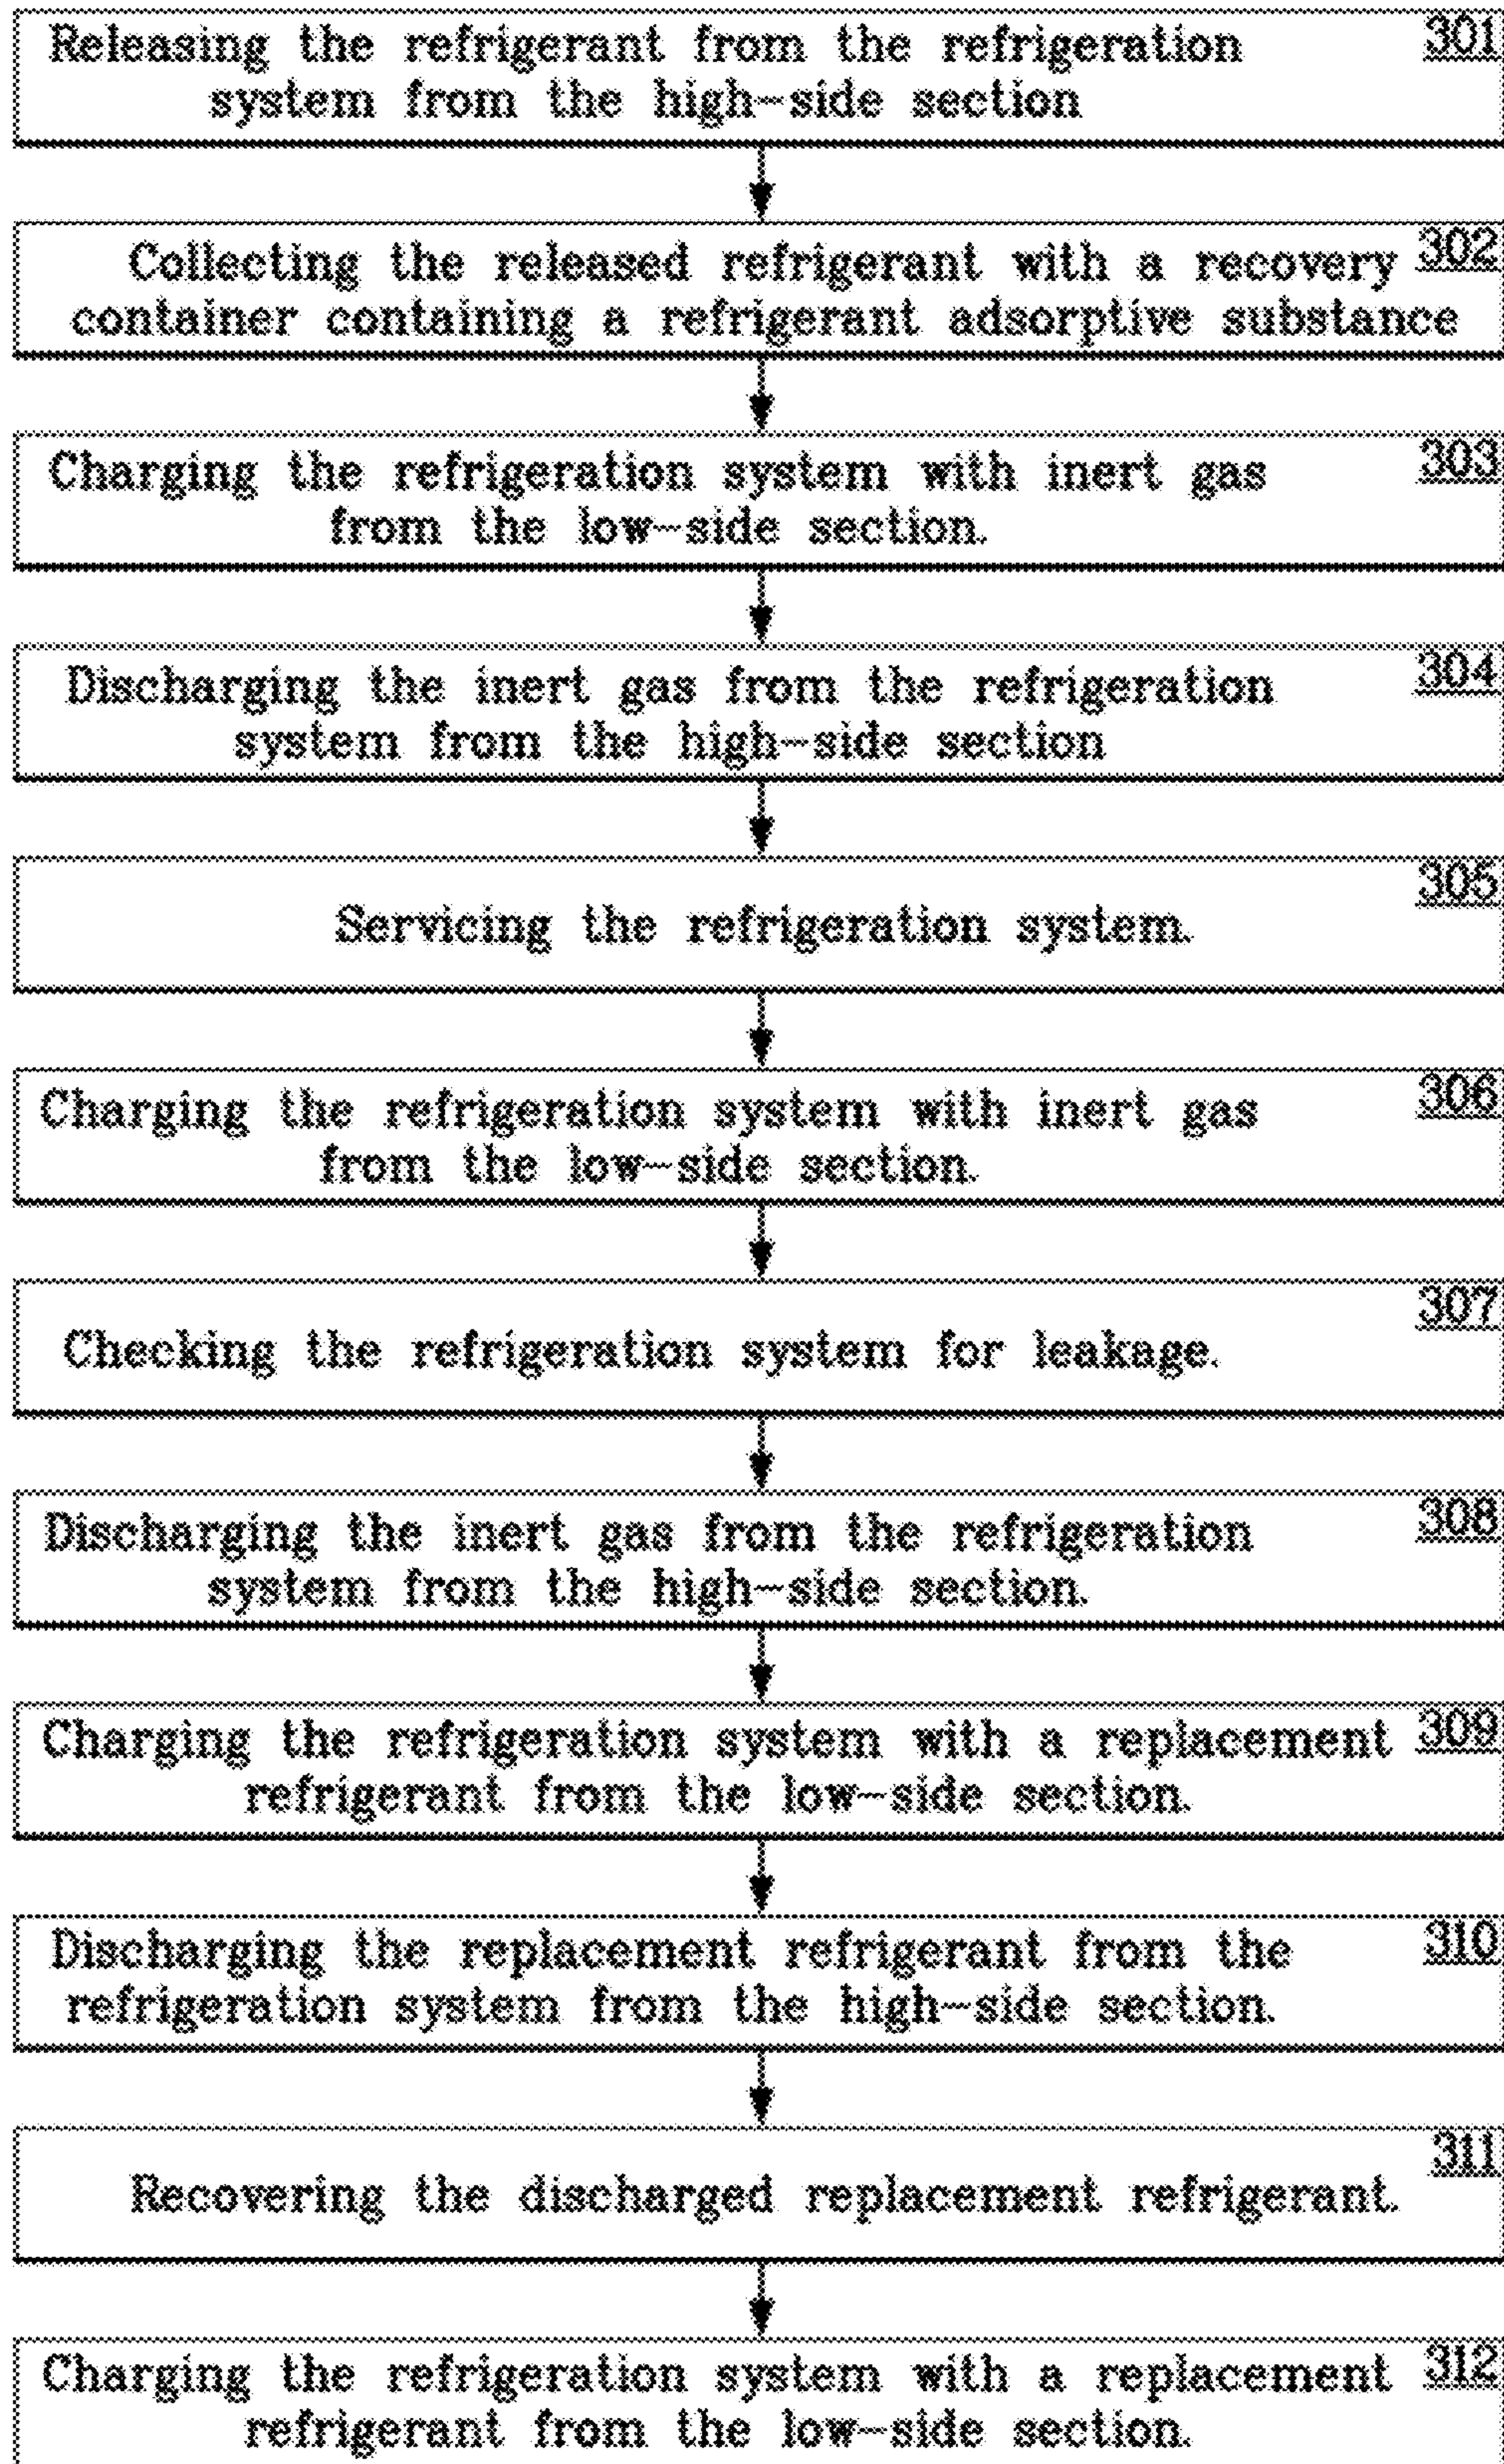 Releasing the refrigerant from the refrigeration 301
system from the high-side section
Collecting the released refrigerant with a recovery 302
container containing a refrigerant adsorptive substance
Charging the refrigeration system with inert gas 303
from the low-side section.
Discharging the inert gas from the refrigeration 304
system from the high-side section
305
Servicing the refrigeration system.
Charging the refrigeration system with inert gas 306
from the low-side section.
307
Checking the refrigeration system for leakage.
Discharging the inert gas from the refrigeration 308
system from the high-side section.
Charging the refrigeration system with a replacement 309
refrigerant from the low-side section.
Discharging the replacement refrigerant from the 310
refrigeration system from the high-side section.
311
Recovering the discharged replacement refrigerant.
Charging the refrigeration system with a replacement 312
refrigerant from the low-side section.